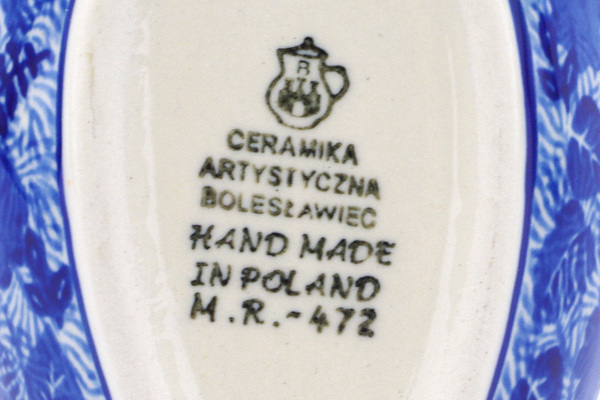 B
CERAMIKA
ARTYSTYCZNA
BOLESŁAWIEC
HAND MADE
IN POLAND
M.R.-472